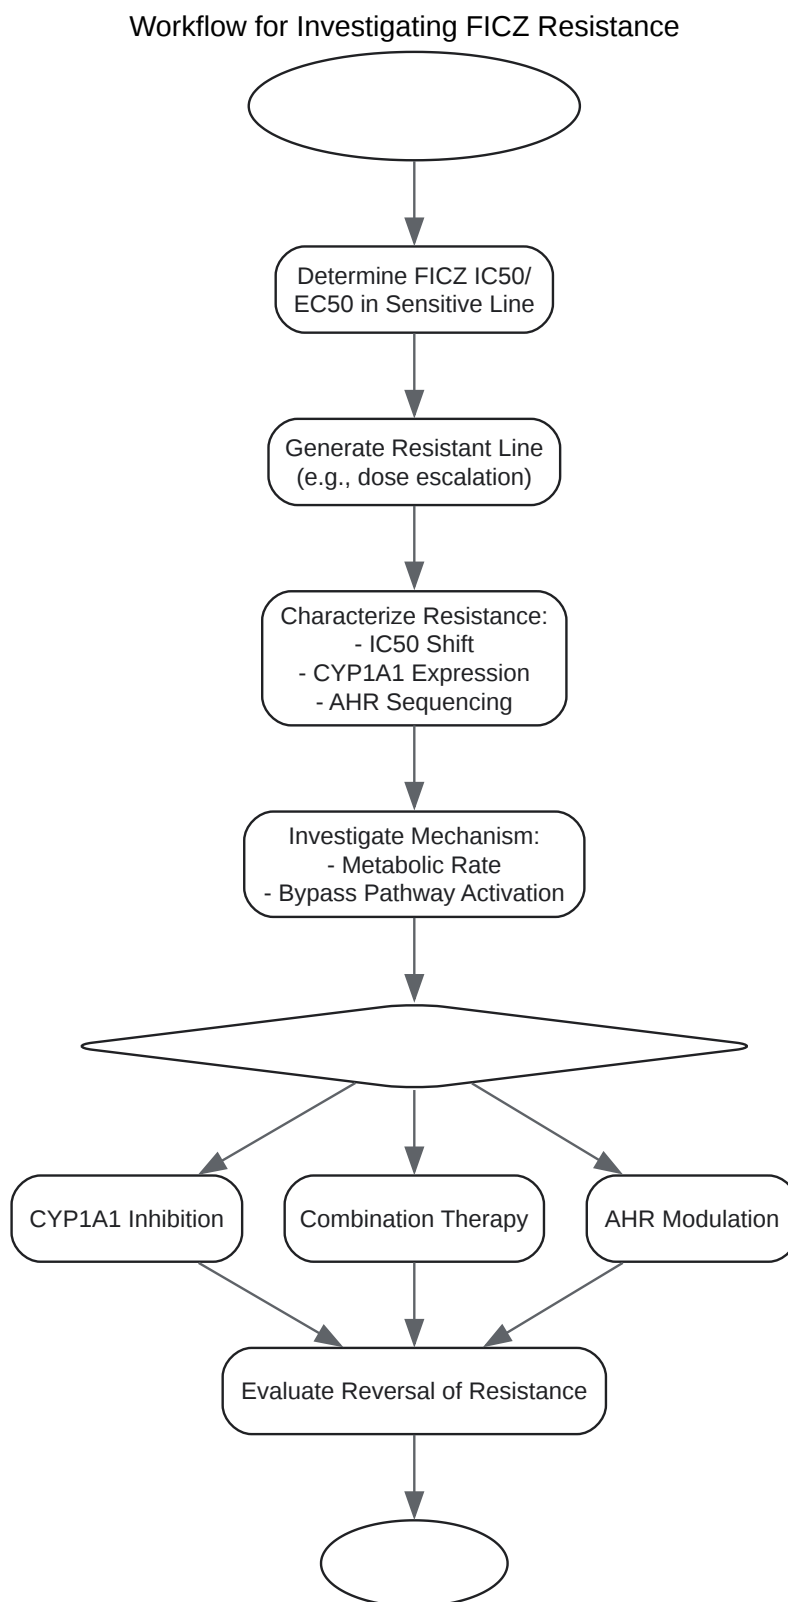 Workflow for Investigating FICZ Resistance
Determine FICZ IC50/
EC50 in Sensitive Line
Generate Resistant Line
(e.g., dose escalation)
Characterize Resistance:
- IC50 Shift
- CYP1A1 Expression
- AHR Sequencing
Investigate Mechanism:
- Metabolic Rate
- Bypass Pathway Activation
CYP1A1 Inhibition
Combination Therapy
AHR Modulation
Evaluate Reversal of Resistance